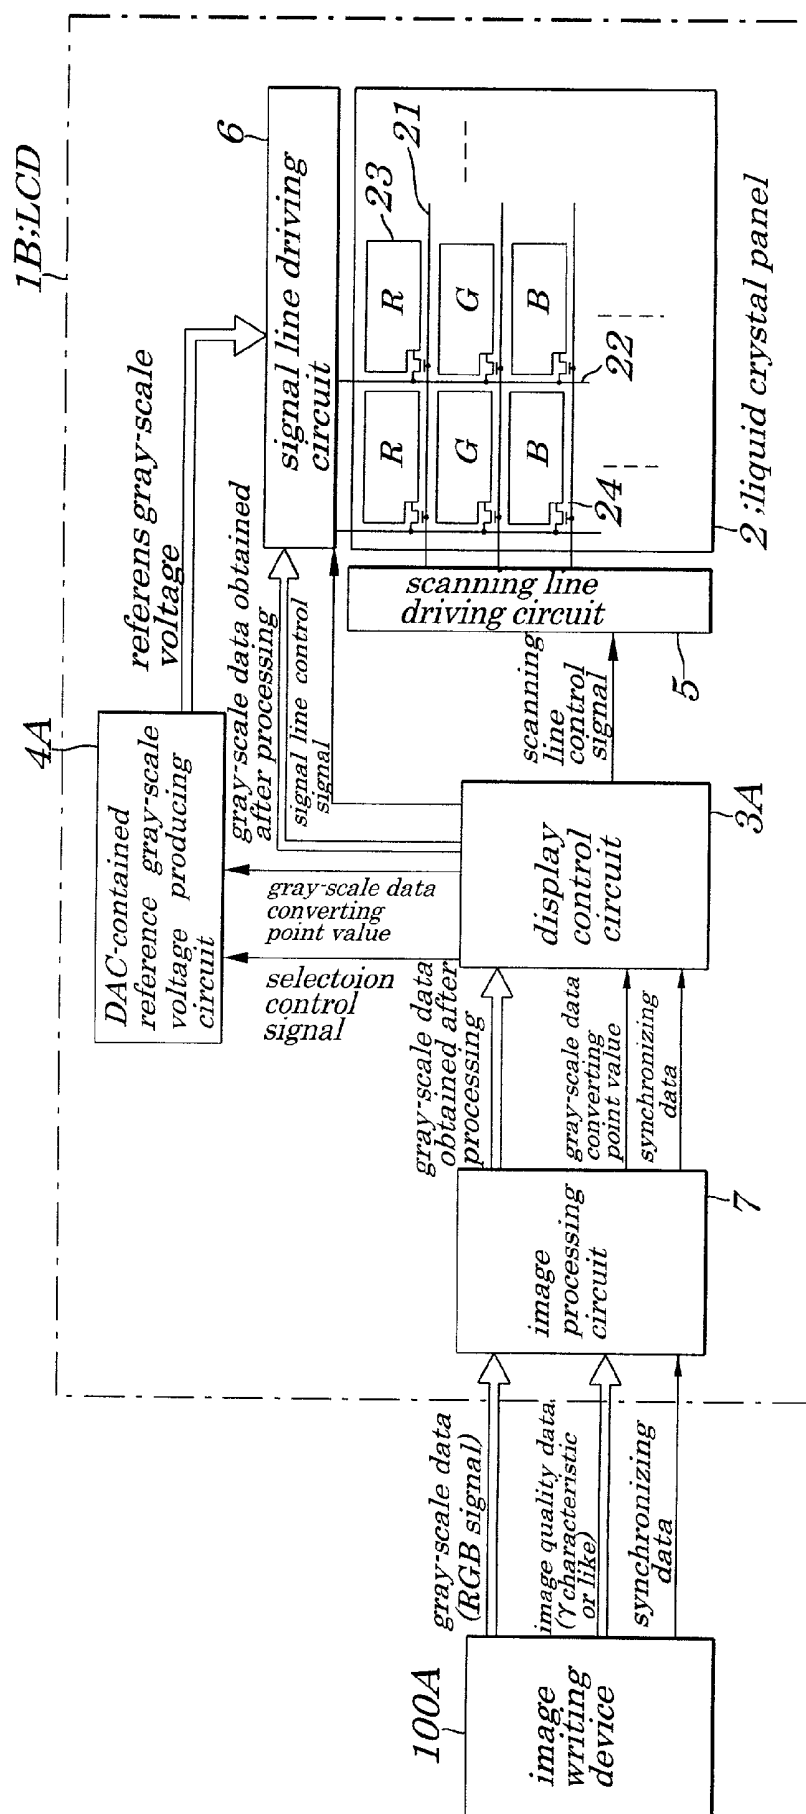 1B;LCD
4A
DAC-contained
reference gray-scale
voltage producing
circuit
referens gray-scale
voltage
6
signal line driving
circuit
gray-scale data obtained
after processing
signal line control
signal
gray-scale data
converting
point value
selectoion
control
signal
100A
image
writing
device
gray-scale data
(RGB signal)
image quality data
(γ characteristic
or like)
synchronizing
data
image
processing
circuit
7
gray-scale data
obtained after
processing
gray-scale data
converting
point value
synchronizing
data
display
control
circuit
3A
scanning
line
control
signal
scanning line
driving circuit
5
R
R
23
21
G
G
B
B
24
22
2 ;liquid crystal panel